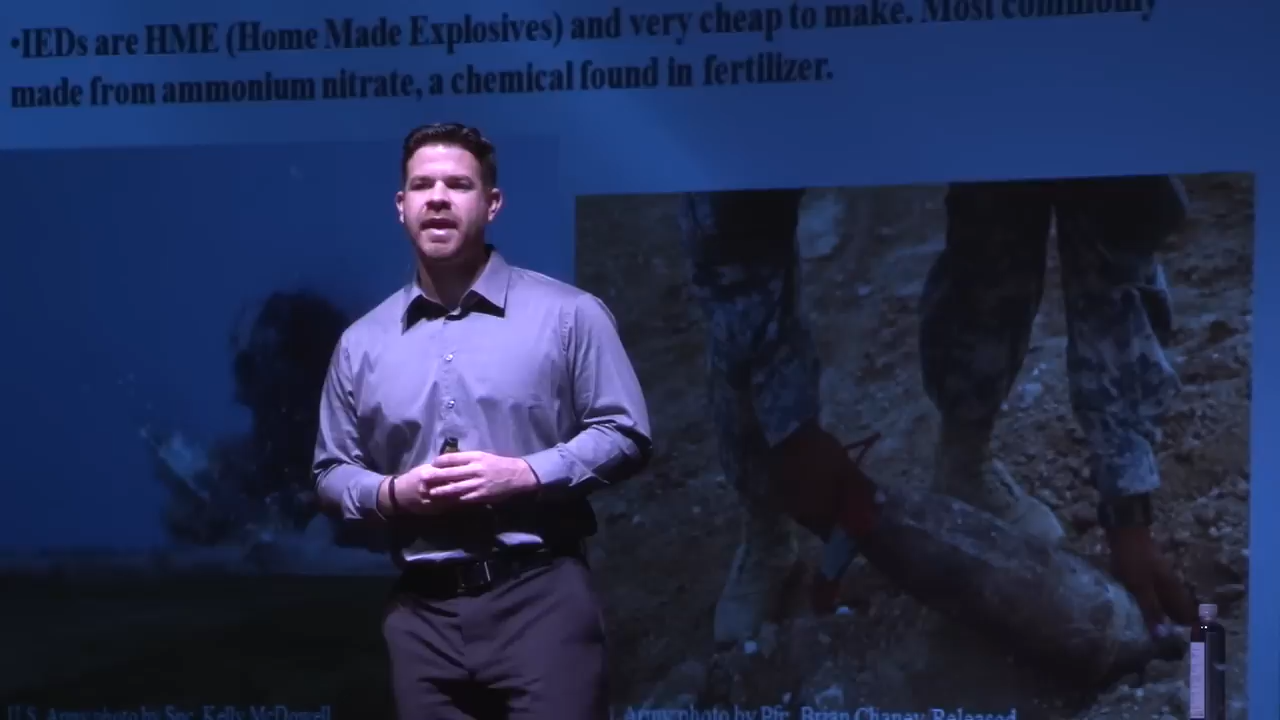 •IEDs are HME (Home Made Explosives) and very cheap to make. Most commonly
made from ammonium nitrate, a chemical found in fertilizer.
U.S. Army photo by Spc. Kelly McDowell
Army photo by Pfc. Brian Chaney Released